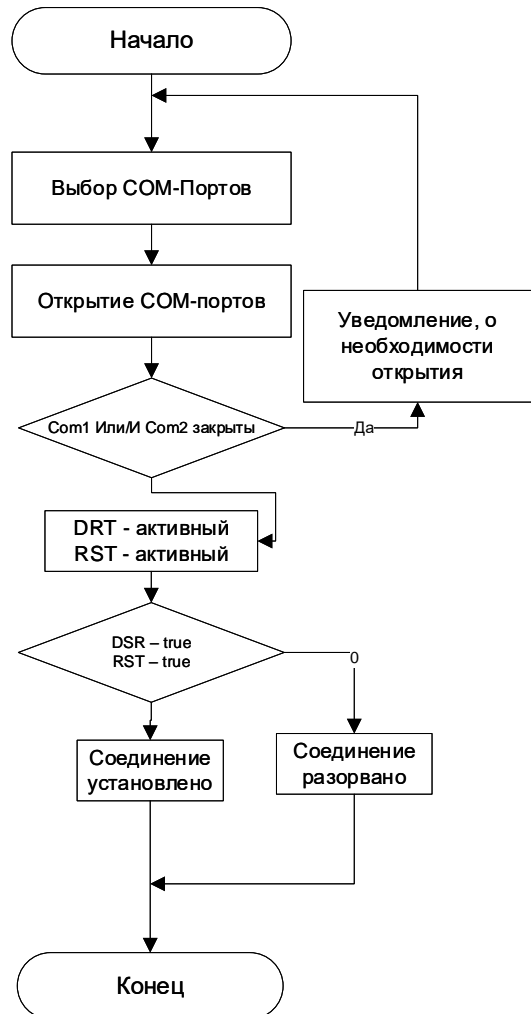 Начало
Выбор COM-Портов
Открытие COM-портов
Уведомление, о
необходимости
открытия
Com1 Или/И Com2 закрыты
Да
DRT - активный
RST - активный
DSR – true
RST – true
0
Соединение
установлено
Соединение
разорвано
Конец